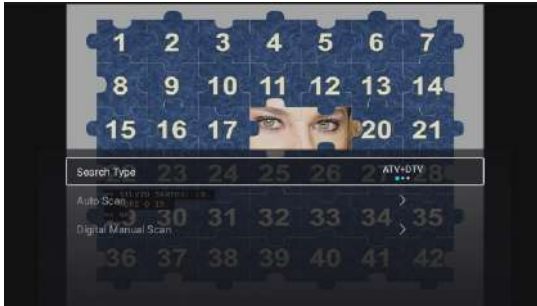 1 2 3 4 5 6 7
8 9 10 11 12 13 14
15 16 17 20 21
Search Type ATV+DTV
23 24 25 26 27 28
Auto Scan
30 31 32 33 34 35
Digital Manual Scan
36 37 38 39 40 41 42